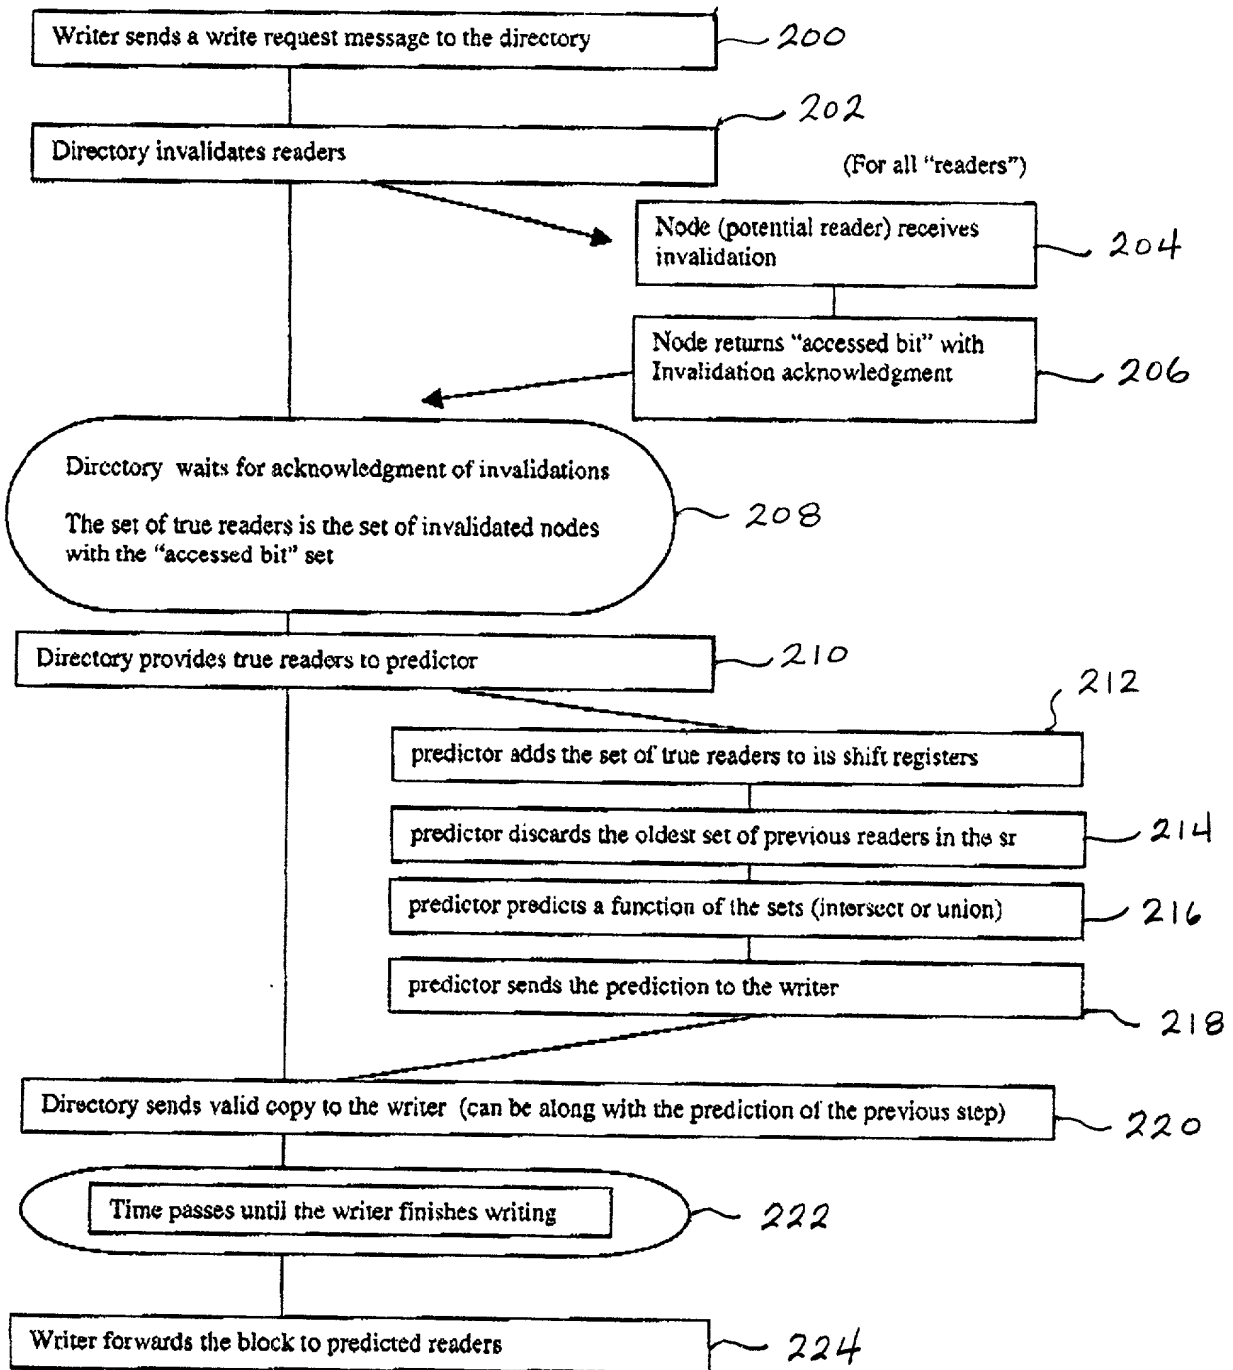 Writer sends a write request message to the directory
200
202
Directory invalidates readers
(For all “readers”)
Node (potential reader) receives
invalidation
204
Node returns “accessed bit” with
Invalidation acknowledgment
206
Directory waits for acknowledgment of invalidations
The set of true readers is the set of invalidated nodes
with the “accessed bit” set
208
Directory provides true readers to predictor
210
212
predictor adds the set of true readers to its shift registers
predictor discards the oldest set of previous readers in the sr
214
predictor predicts a function of the sets (intersect or union)
216
predictor sends the prediction to the writer
218
Directory sends valid copy to the writer (can be along with the prediction of the previous step)
220
Time passes until the writer finishes writing
222
Writer forwards the block to predicted readers
224